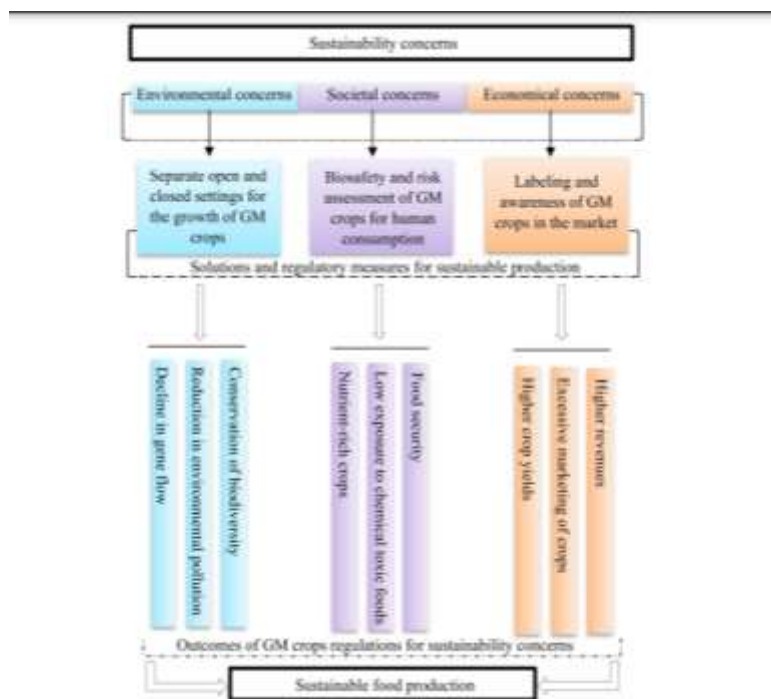 Sustainability concerns
Environmental concerns
Societal concerns
Economical concerns
Separate open and
closed settings for
the growth of GM
crops
Biosafety and risk
assessment of GM
crops for human
consumption
Labeling and
awareness of GM
crops in the market
Solutions and regulatory measures for sustainable production
Decline in gene flow
Reduction in environmental pollution
Conservation of biodiversity
Nutrient-rich crops
Low exposure to chemical toxic foods
Food security
Higher crop yields
Excessive marketing of crops
Higher revenues
Outcomes of GM crops regulations for sustainability concerns
Sustainable food production